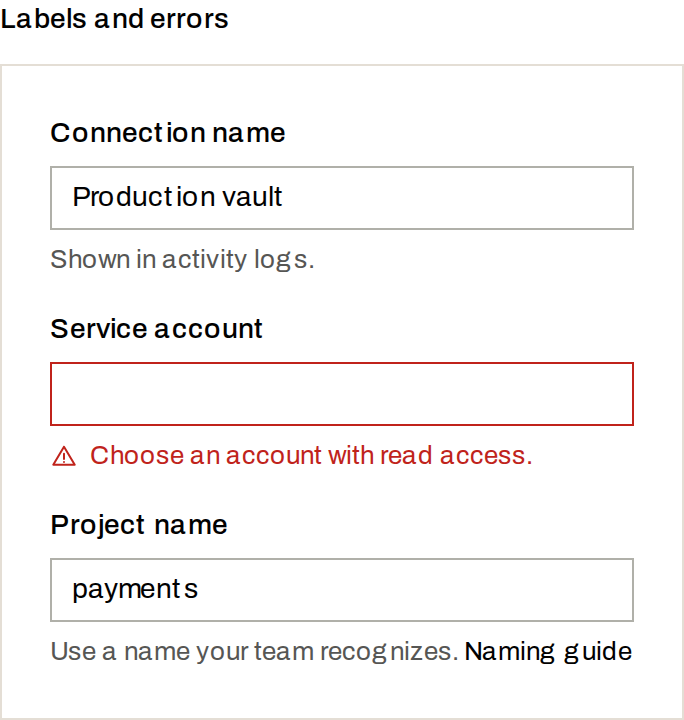 Labels and errors
Connection name
Production vault
Shown in activity logs.
Service account
Choose an account with read access.
Project name
payments
Use a name your team recognizes. Naming guide